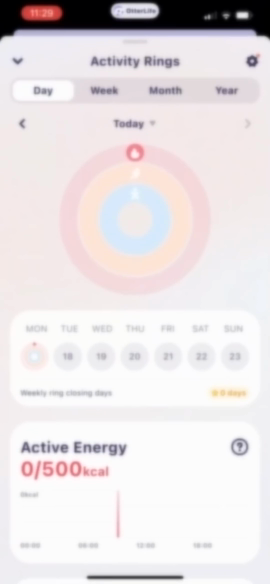 11:29
OtterLife
Activity Rings
Day Week Month Year
Today
MON TUE WED THU FRI SAT SUN
18 19 20 21 22 23
Weekly ring closing days 0 days
Active Energy
0/500kcal
0kcal
00:00 06:00 12:00 18:00